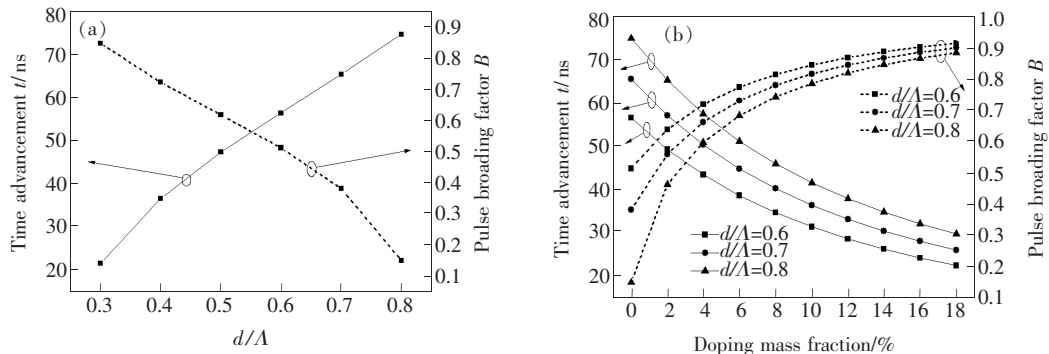 (a)
80
70
60
50
40
30
20
Time advancement t/ns
0.9
0.8
0.7
0.6
0.5
0.4
0.3
0.2
0.1
Pulse broading factor B
0.3 0.4 0.5 0.6 0.7 0.8
d/Λ
(b)
80
70
60
50
40
30
20
Time advancement t/ns
1.0
0.9
0.8
0.7
0.6
0.5
0.4
0.3
0.2
0.1
Pulse broading factor B
d/Λ=0.6
d/Λ=0.7
d/Λ=0.8
d/Λ=0.6
d/Λ=0.7
d/Λ=0.8
0 2 4 6 8 10 12 14 16 18
Doping mass fraction/%